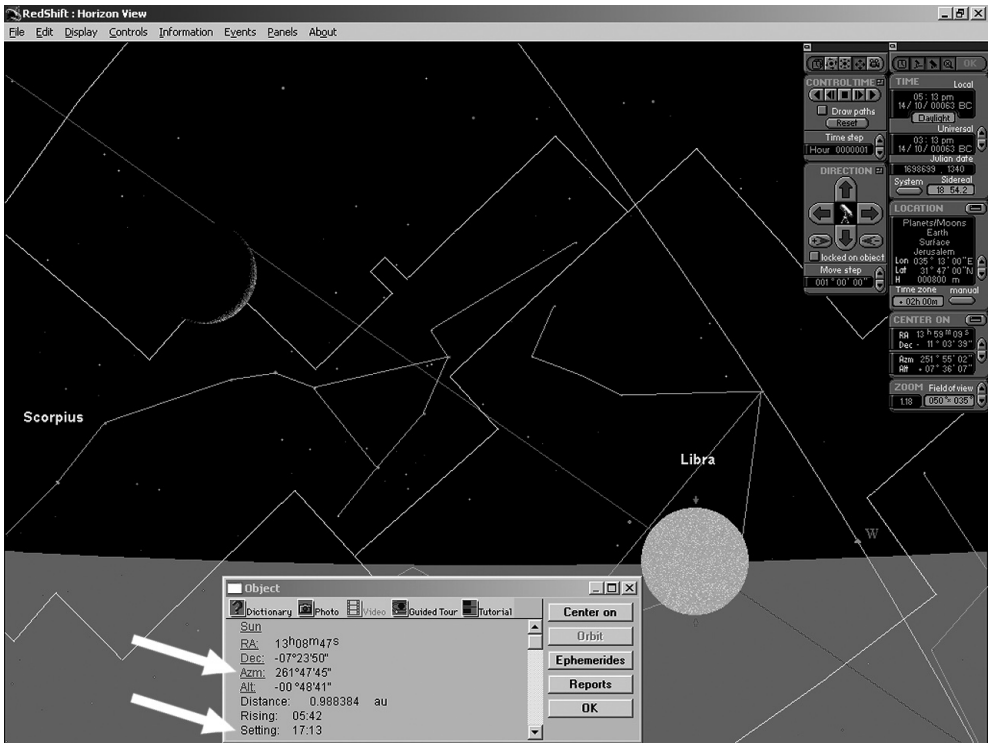 RedShift : Horizon View
File Edit Display Controls Information Events Panels About
OK
CONTROL TIME
Draw paths
Reset
Time step
Hour 0000001
DIRECTION
locked on object
Move step
001° 00' 00"
TIME Local
05 : 13 pm
14/ 10/ 00063 BC
Daylight
Universal
03 : 13 pm
14/ 10/ 00063 BC
Julian date
1698699 . 1340
System Sidereal
18 54.2
LOCATION
Planets/Moons
Earth
Surface
Jerusalem
Lon 035° 13' 00"E
Lat 31° 47' 00"N
H 000800 m
Time zone manual
+ 02h 00m
CENTER ON
RA 13 h 59 m 09 s
Dec - 11° 03' 39"
Azm 251° 55' 02"
Alt + 07° 36' 07"
ZOOM Field of view
1.18 050°× 035°
Scorpius
Libra
W
Object
Dictionary Photo Video Guided Tour Tutorial
Sun
RA: 13h08m47s
Dec: -07°23'50"
Azm: 261°47'45"
Alt: -00°48'41"
Distance: 0.988384 au
Rising: 05:42
Setting: 17:13
Center on
Orbit
Ephemerides
Reports
OK